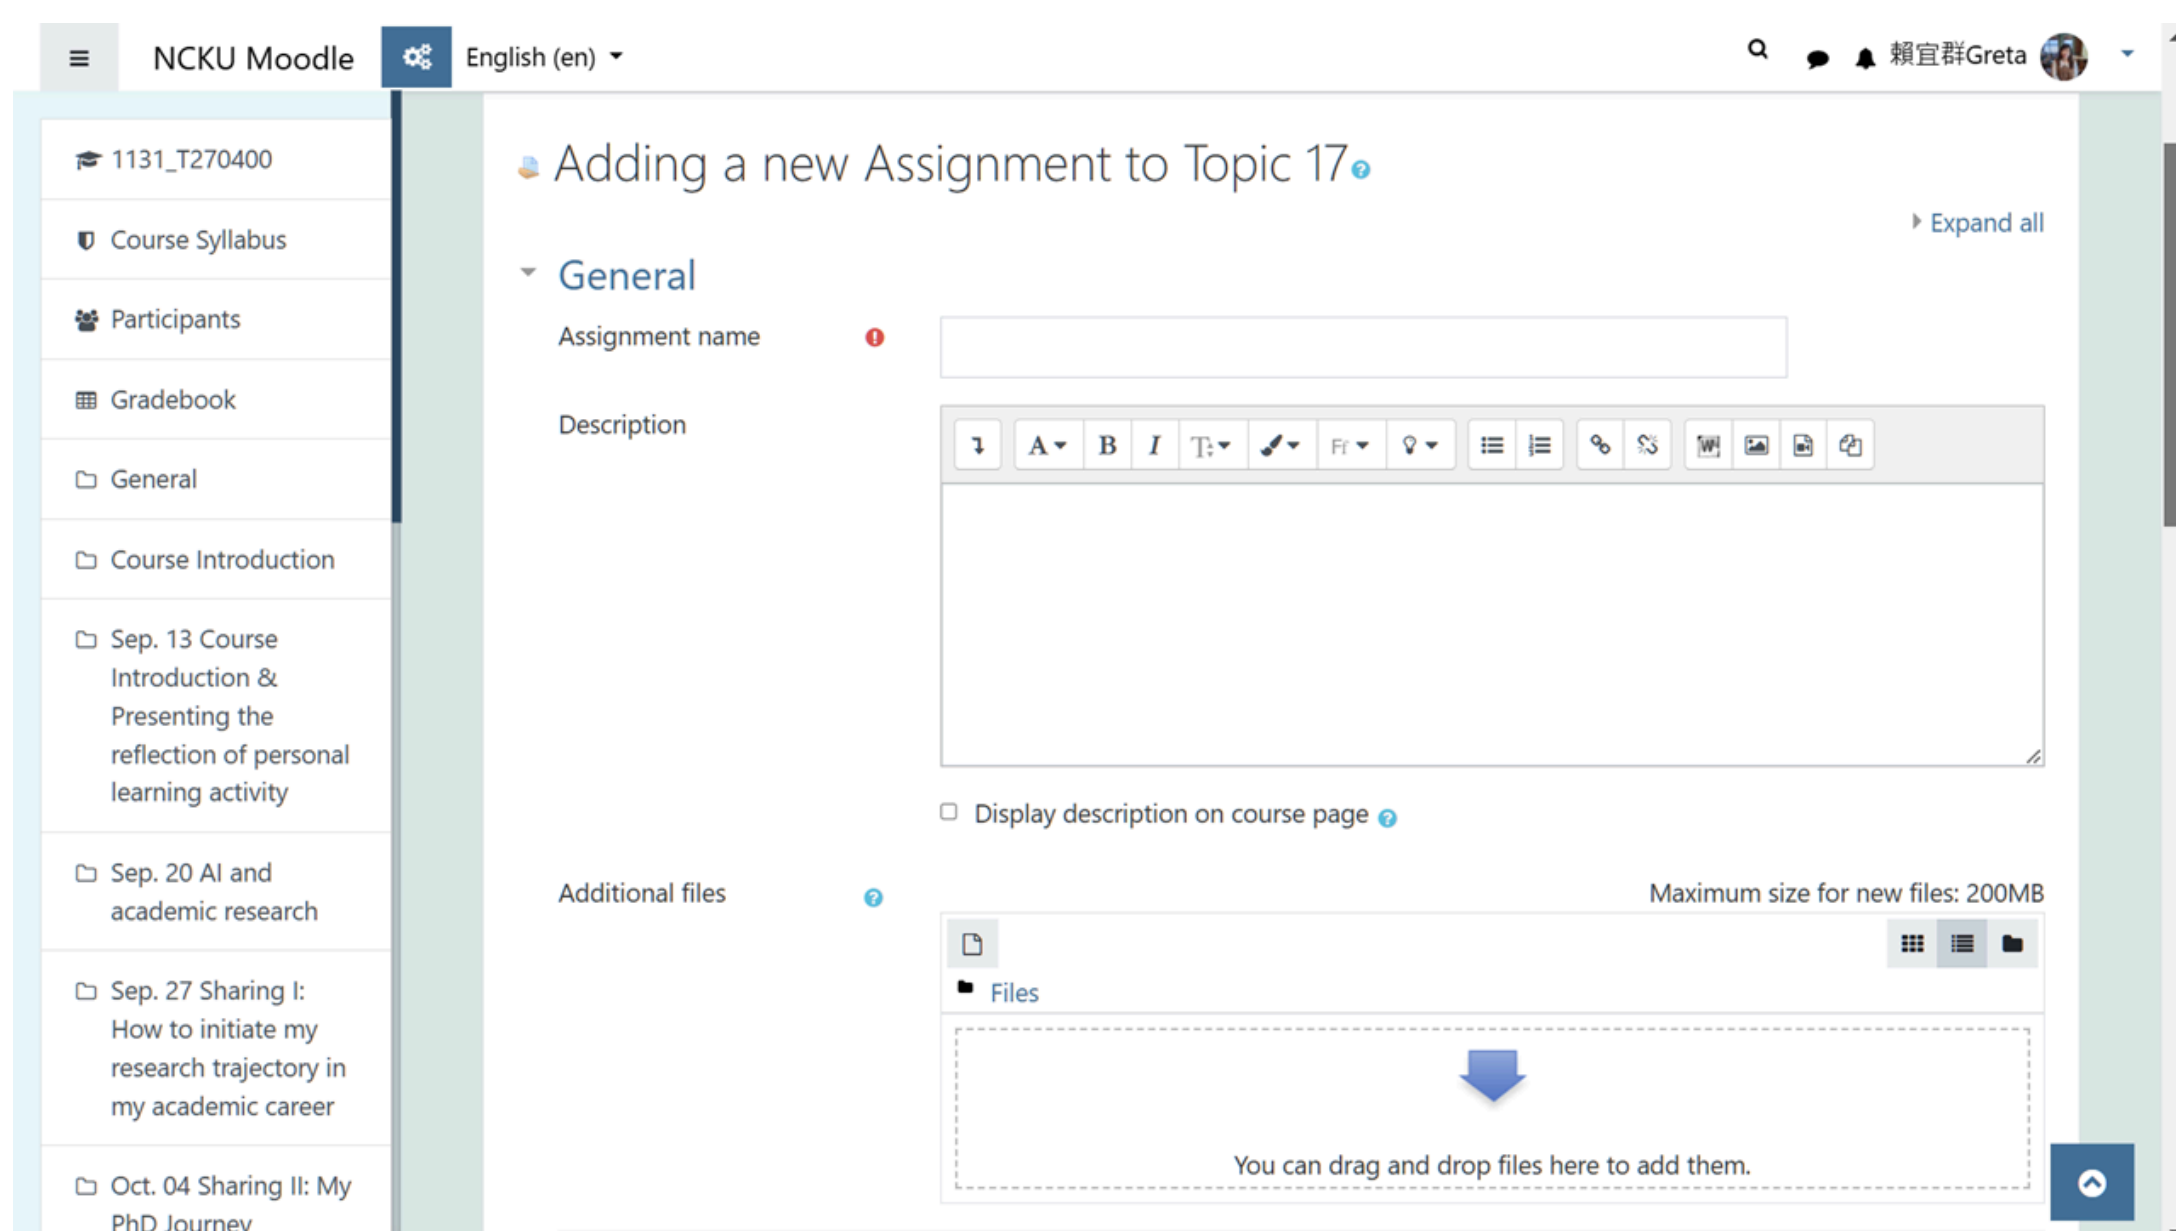 NCKU Moodle
English (en)
賴宜群Greta
1131_T270400
Course Syllabus
Participants
Gradebook
General
Course Introduction
Sep. 13 Course
Introduction &
Presenting the
reflection of personal
learning activity
Sep. 20 AI and
academic research
Sep. 27 Sharing I:
How to initiate my
research trajectory in
my academic career
Oct. 04 Sharing II: My
PhD Journey
Adding a new Assignment to Topic 17
Expand all
General
Assignment name
Description
Display description on course page
Additional files
Maximum size for new files: 200MB
Files
You can drag and drop files here to add them.